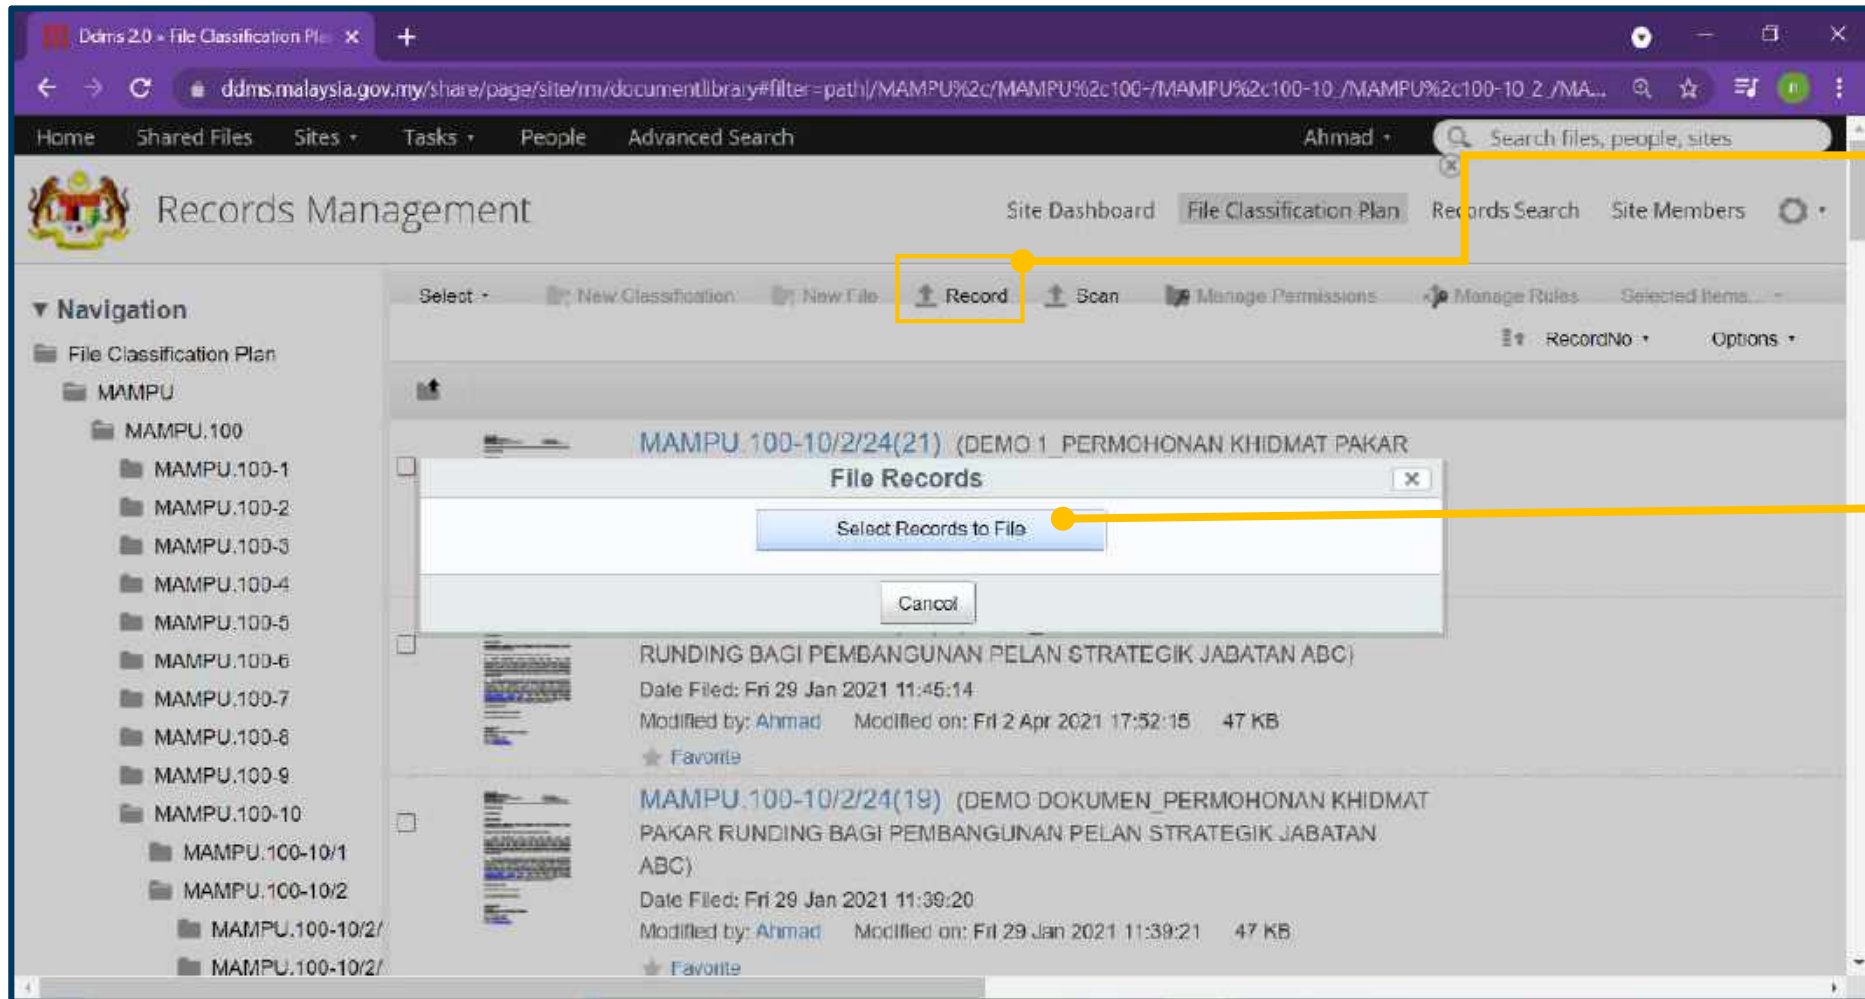 Ddms 2.0 » File Classification Pla
ddms.malaysia.gov.my/share/page/site/rm/documentlibrary#filter=path|/MAMPU%2c/MAMPU%2c100-/MAMPU%2c100-10_/MAMPU%2c100-10_2_/MA...
Home Shared Files Sites Tasks People Advanced Search Ahmad Search files, people, sites
Records Management Site Dashboard File Classification Plan Records Search Site Members
Navigation
Select New Classification New File Record Scan Manage Permissions Manage Rules Selected Items...
RecordNo Options
File Classification Plan
MAMPU
MAMPU.100
MAMPU.100-1
MAMPU.100-2
MAMPU.100-3
MAMPU.100-4
MAMPU.100-5
MAMPU.100-6
MAMPU.100-7
MAMPU.100-8
MAMPU.100-9
MAMPU.100-10
MAMPU.100-10/1
MAMPU.100-10/2
MAMPU.100-10/2/
MAMPU.100-10/2/
MAMPU.100-10/2/24(21) (DEMO 1_PERMOHONAN KHIDMAT PAKAR
File Records
Select Records to File
Cancel
RUNDING BAGI PEMBANGUNAN PELAN STRATEGIK JABATAN ABC)
Date Filed: Fri 29 Jan 2021 11:45:14
Modified by: Ahmad Modified on: Fri 2 Apr 2021 17:52:15 47 KB
Favorite
MAMPU.100-10/2/24(19) (DEMO DOKUMEN_PERMOHONAN KHIDMAT
PAKAR RUNDING BAGI PEMBANGUNAN PELAN STRATEGIK JABATAN
ABC)
Date Filed: Fri 29 Jan 2021 11:39:20
Modified by: Ahmad Modified on: Fri 29 Jan 2021 11:39:21 47 KB
Favorite